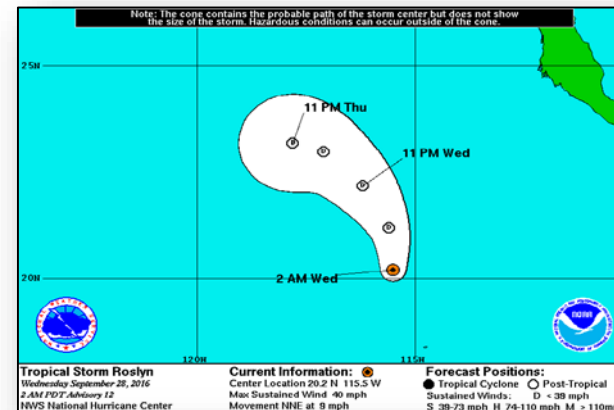 Note: The cone contains the probable path of the storm center but does not show
the size of the storm. Hazardous conditions can occur outside of the cone.
25N
11 PM Thu
D
D
11 PM Wed
D
D
2 AM Wed
20N
NOAA
120W
115W
Tropical Storm Roslyn
Wednesday September 28, 2016
2 AM PDT Advisory 12
NWS National Hurricane Center
Current Information:
Center Location 20.2 N 115.5 W
Max Sustained Wind 40 mph
Movement NNE at 9 mph
Forecast Positions:
Tropical Cyclone Post-Tropical
Sustained Winds: D < 39 mph
S 39-73 mph H 74-110 mph M > 110mph